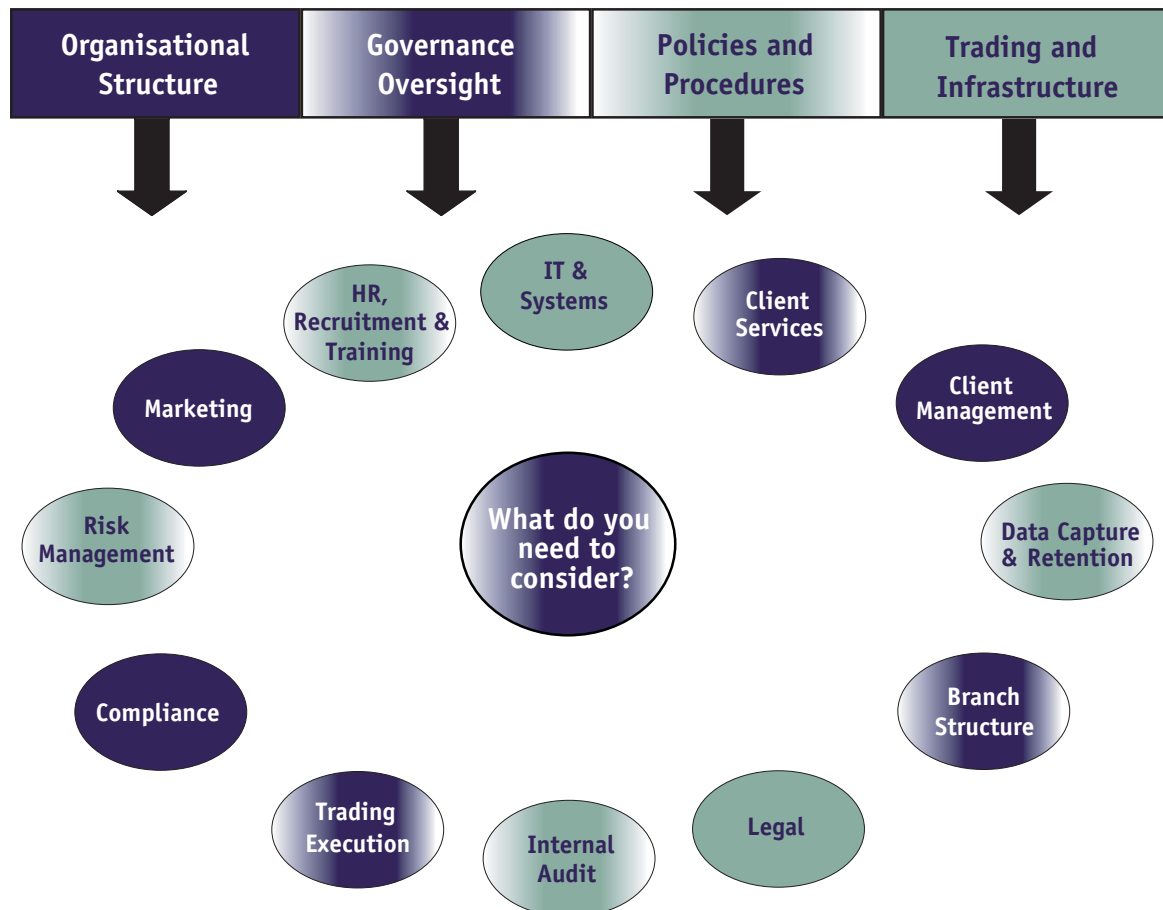 Organisational
Structure
Governance
Oversight
Policies and
Procedures
Trading and
Infrastructure
IT &
Systems
HR,
Recruitment &
Training
Client
Services
Marketing
Client
Management
Risk
Management
What do you
need to
consider?
Data Capture
& Retention
Compliance
Branch
Structure
Trading
Execution
Internal
Audit
Legal